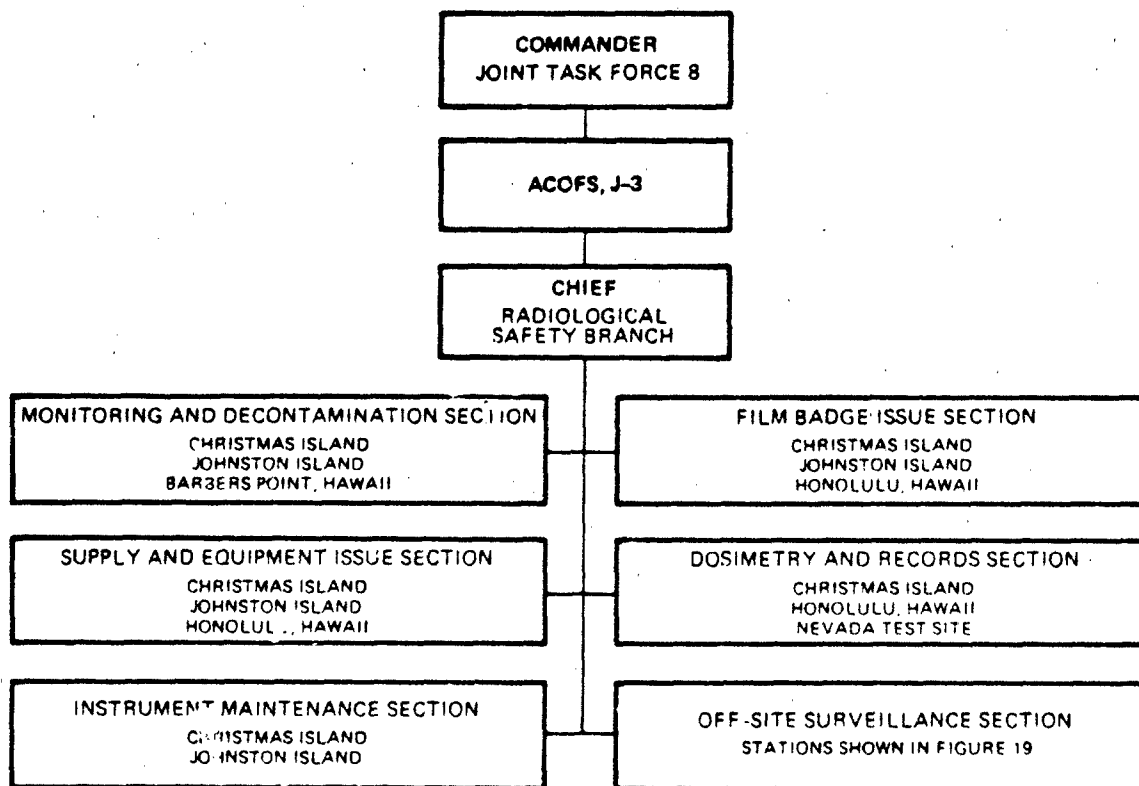 COMMANDER
JOINT TASK FORCE 8
ACOFS, J-3
CHIEF
RADIOLOGICAL
SAFETY BRANCH
MONITORING AND DECONTAMINATION SECTION
CHRISTMAS ISLAND
JOHNSTON ISLAND
BARBERS POINT, HAWAII
FILM BADGE ISSUE SECTION
CHRISTMAS ISLAND
JOHNSTON ISLAND
HONOLULU, HAWAII
SUPPLY AND EQUIPMENT ISSUE SECTION
CHRISTMAS ISLAND
JOHNSTON ISLAND
HONOLULU, HAWAII
DOSIMETRY AND RECORDS SECTION
CHRISTMAS ISLAND
HONOLULU, HAWAII
NEVADA TEST SITE
INSTRUMENT MAINTENANCE SECTION
CHRISTMAS ISLAND
JOHNSTON ISLAND
OFF-SITE SURVEILLANCE SECTION
STATIONS SHOWN IN FIGURE 19